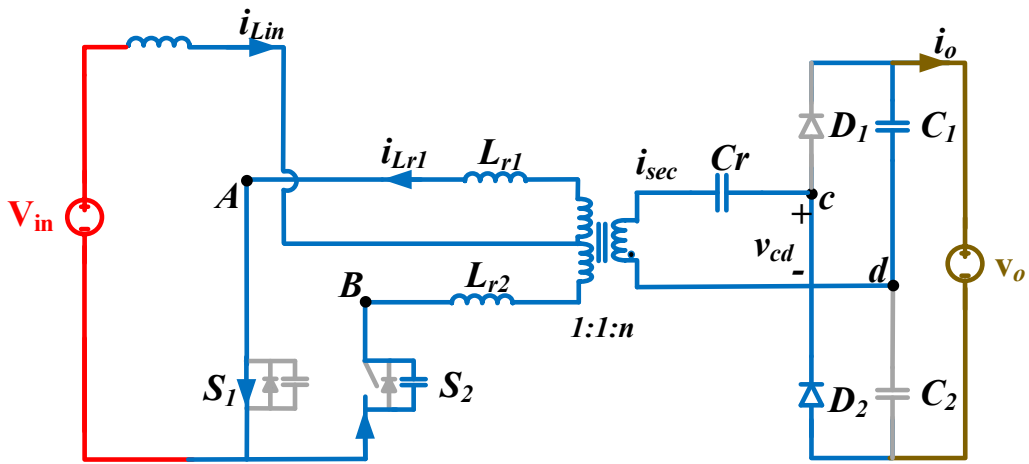 i_Lin
i_o
D_1
C_1
i_Lr1
L_r1
i_sec
Cr
A
c
+
V_in
v_cd
-
v_o
B
L_r2
d
1:1:n
S_1
S_2
D_2
C_2